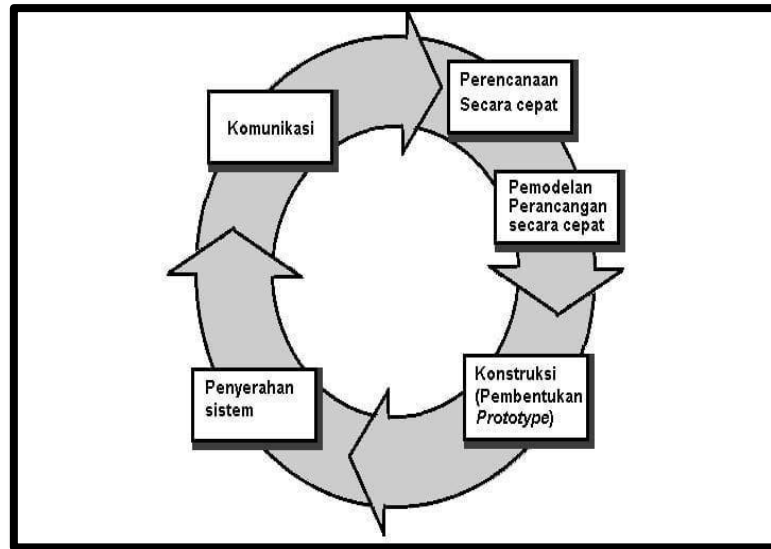 Komunikasi
Perencanaan
Secara cepat
Pemodelan
Perancangan
secara cepat
Konstruksi
(Pembentukan
Prototype)
Penyerahan
sistem